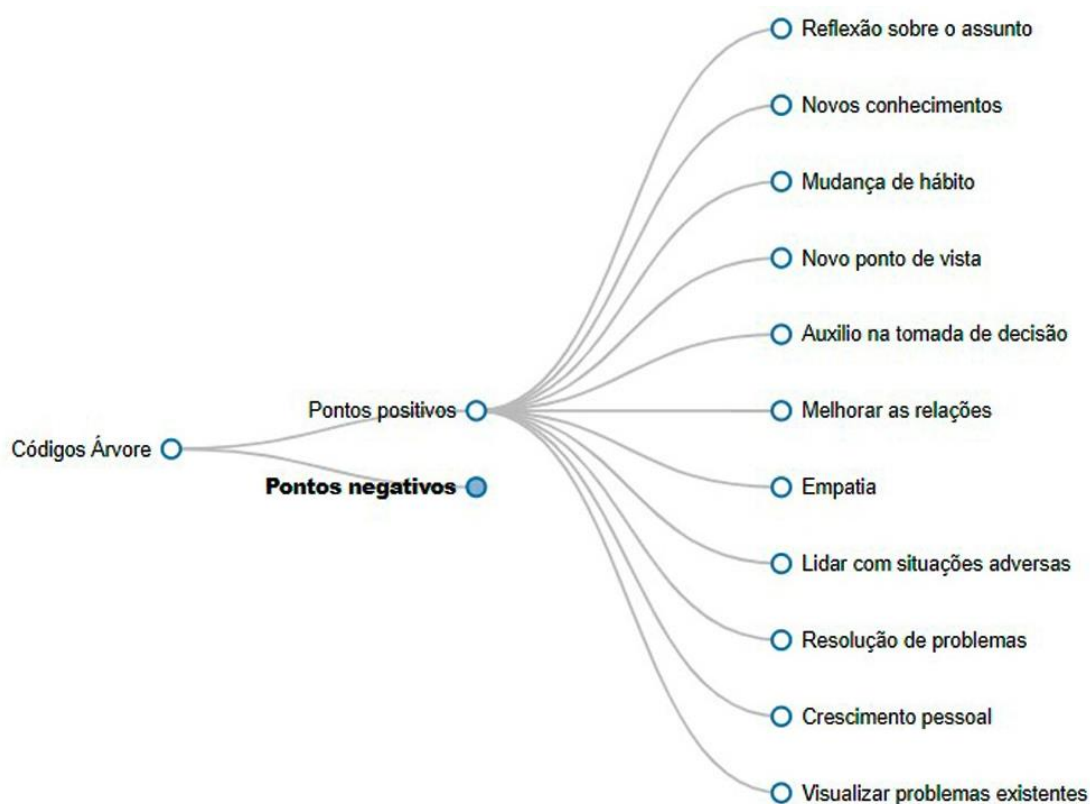 Reflexão sobre o assunto
Novos conhecimentos
Mudança de hábito
Novo ponto de vista
Auxilio na tomada de decisão
Pontos positivos
Melhorar as relações
Códigos Árvore
Pontos negativos
Empatia
Lidar com situações adversas
Resolução de problemas
Crescimento pessoal
Visualizar problemas existentes